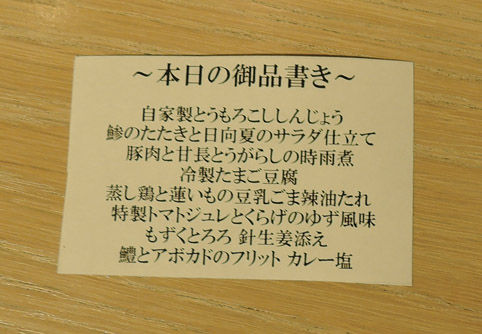 ～本日の御品書き～
自家製とうもろこししんじょう
鯵のたたきと日向夏のサラダ仕立て
豚肉と甘長とうがらしの時雨煮
冷製たまご豆腐
蒸し鶏と蓮いもの豆乳ごま辣油たれ
特製トマトジュレとくらげのゆず風味
もずくとろろ 針生姜添え
鱧とアボカドのフリット カレー塩